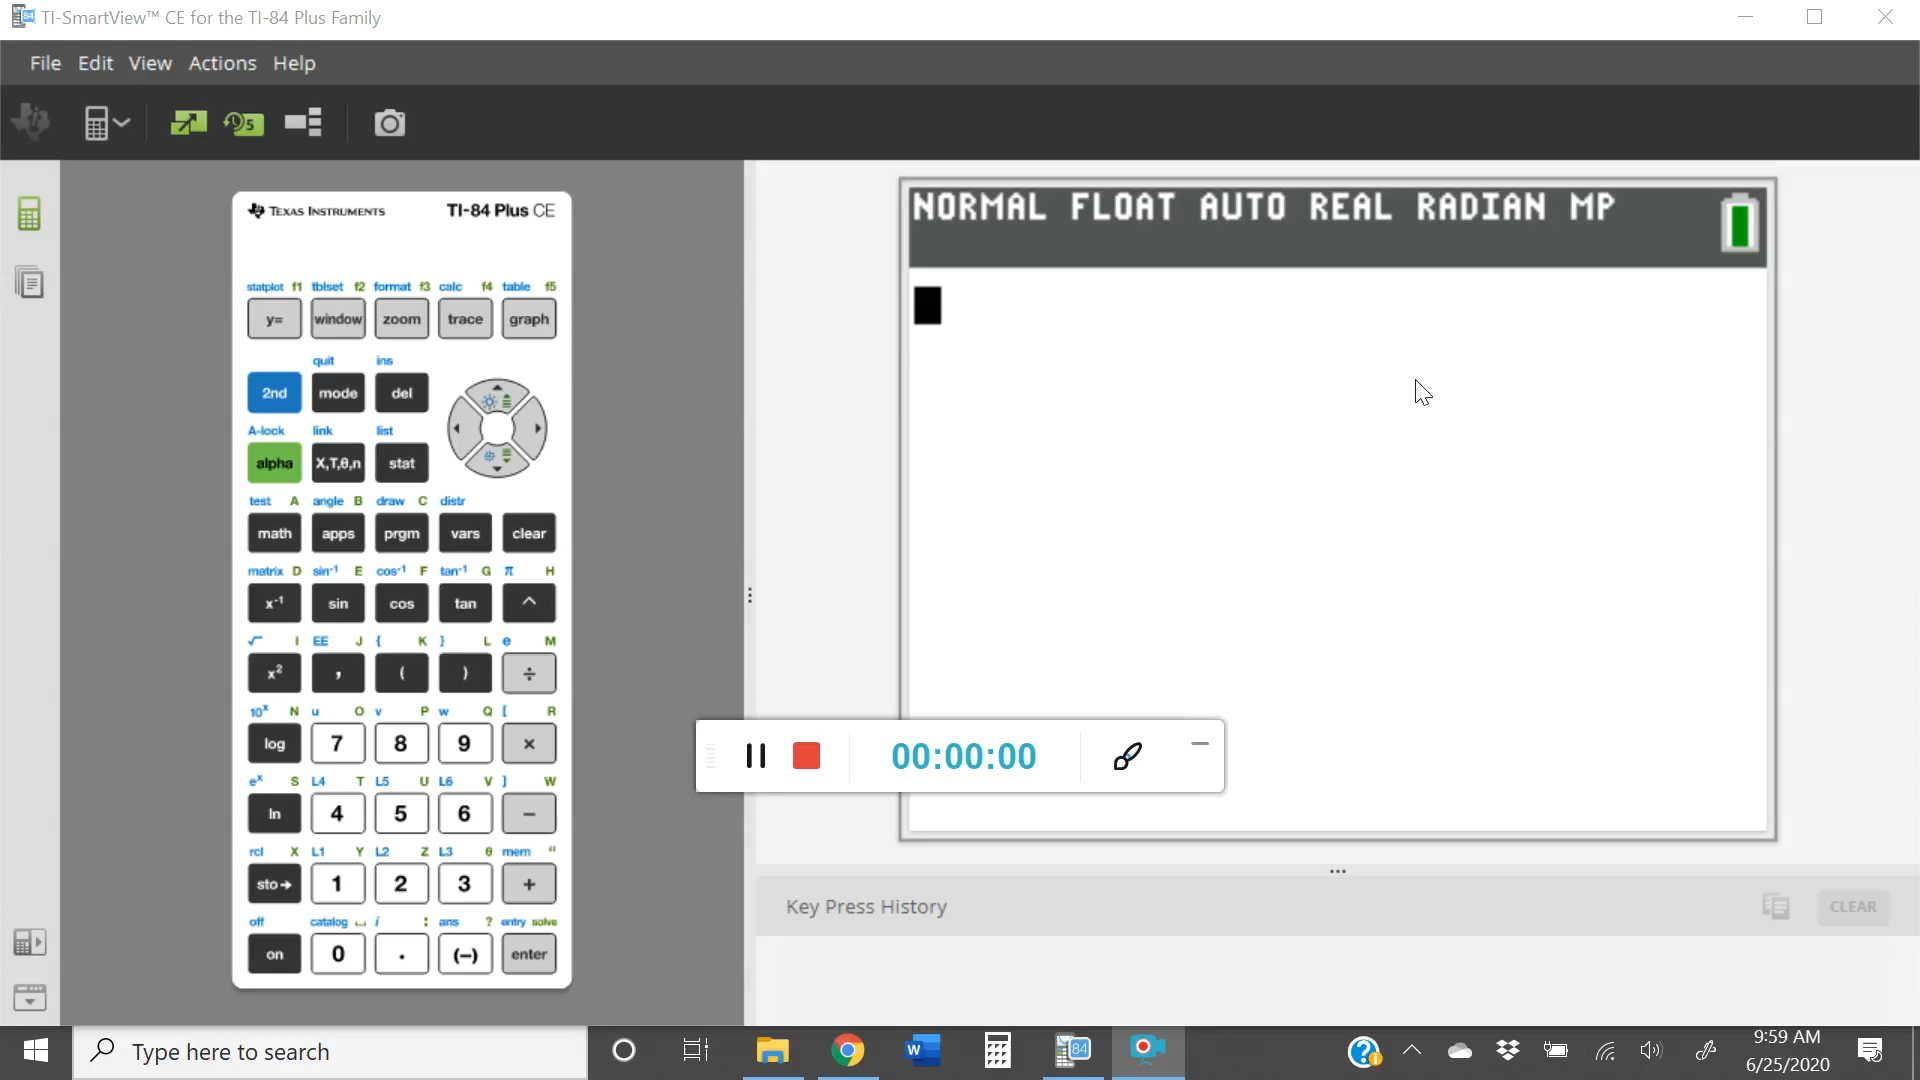 TI-SmartView™ CE for the TI-84 Plus Family
File Edit View Actions Help
5
NORMAL FLOAT AUTO REAL RADIAN MP
TEXAS INSTRUMENTS TI-84 Plus CE
statplot f1 tblset f2 format f3 calc f4 table f5
y= window zoom trace graph
quit ins
2nd mode del
A-lock link list
alpha X,T,θ,n stat
test A angle B draw C distr
math apps prgm vars clear
matrix D sin-1 E cos-1 F tan-1 G π H
x-1 sin cos tan ^
√ I EE J { K } L e M
x2 , ( ) ÷
10x N u O v P w Q [ R
log 7 8 9 ×
00:00:00
ex S L4 T L5 U L6 V ] W
ln 4 5 6 −
rcl X L1 Y L2 Z L3 θ mem "
sto→ 1 2 3 +
off catalog ⎵ i : ans ? entry solve
on 0 . (−) enter
Key Press History CLEAR
Type here to search
84
9:59 AM
6/25/2020